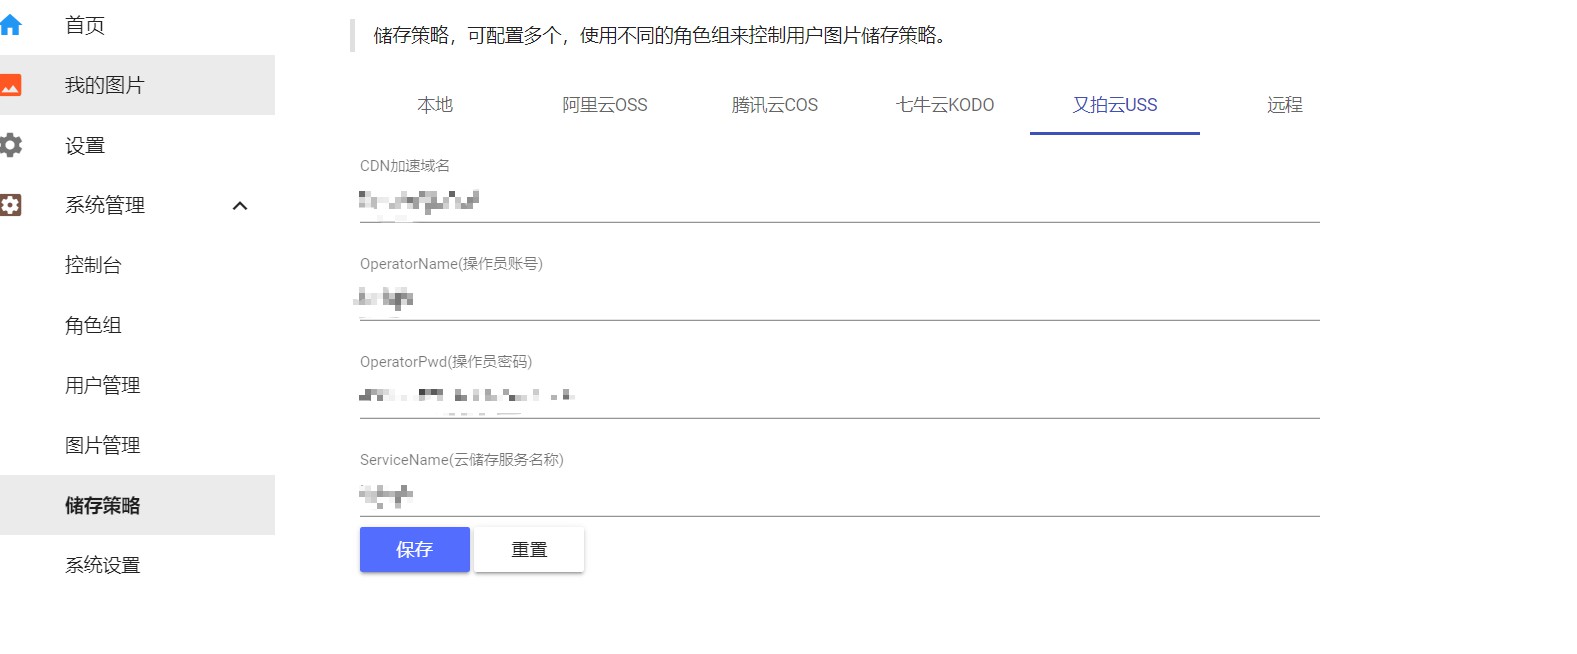 首页
我的图片
设置
系统管理
控制台
角色组
用户管理
图片管理
储存策略
系统设置
储存策略，可配置多个，使用不同的角色组来控制用户图片储存策略。
本地 阿里云OSS 腾讯云COS 七牛云KODO 又拍云USS 远程
CDN加速域名
OperatorName(操作员账号)
OperatorPwd(操作员密码)
ServiceName(云储存服务名称)
保存 重置